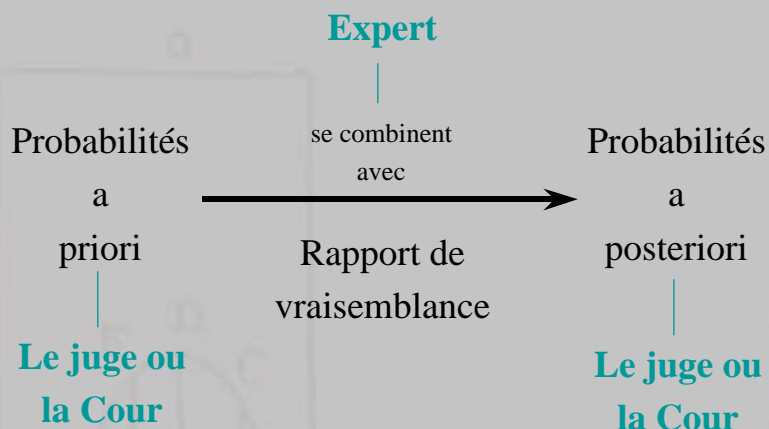 Expert
Probabilités
a
priori
se combinent
avec
Rapport de
vraisemblance
Probabilités
a
posteriori
Le juge ou
la Cour
Le juge ou
la Cour